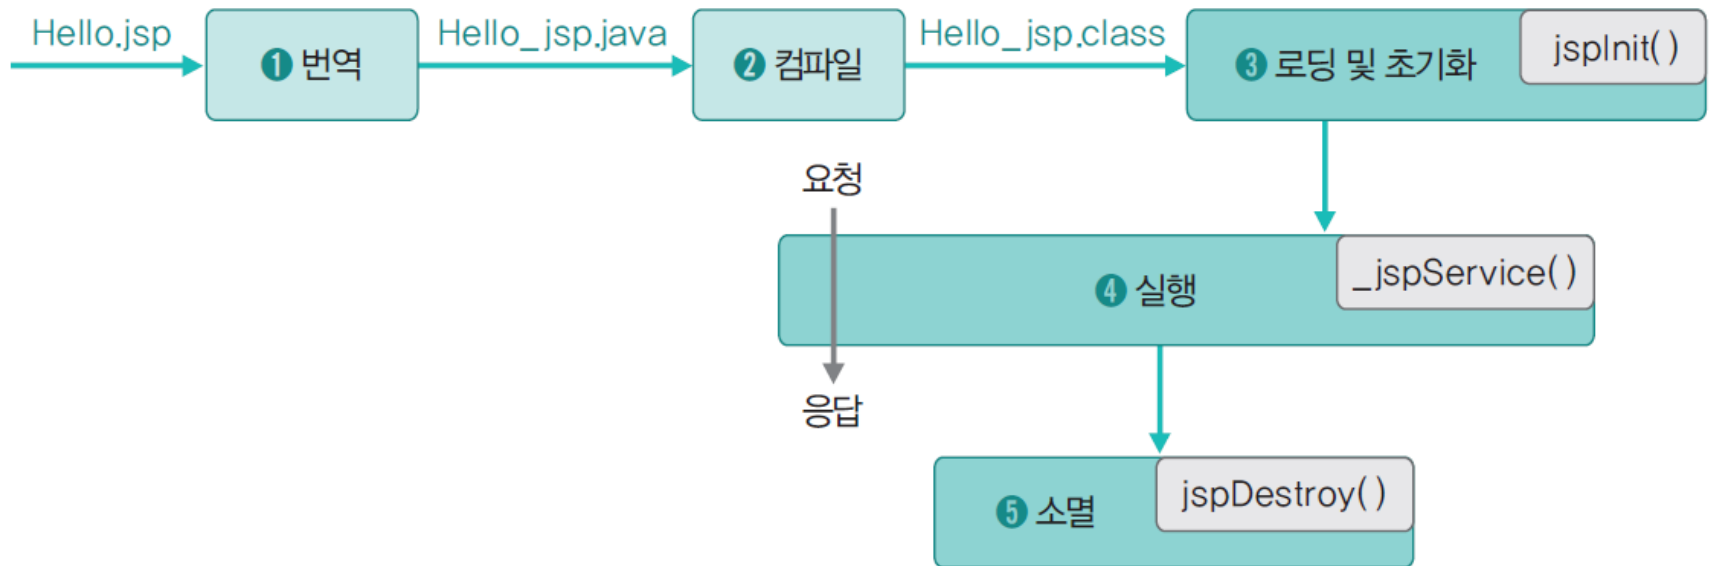 Hello.jsp
❶ 번역
Hello_jsp.java
❷ 컴파일
Hello_jsp.class
❸ 로딩 및 초기화
jspInit( )
요청
❹ 실행
_jspService( )
응답
❺ 소멸
jspDestroy( )